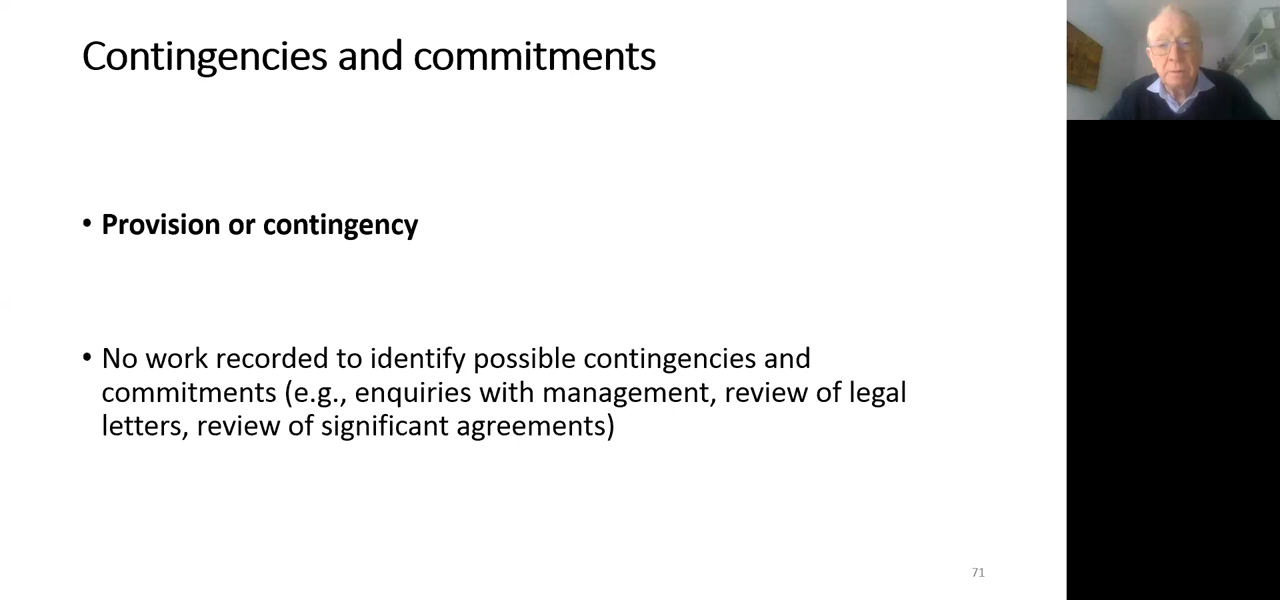 Contingencies and commitments
• Provision or contingency
• No work recorded to identify possible contingencies and
commitments (e.g., enquiries with management, review of legal
letters, review of significant agreements)
71